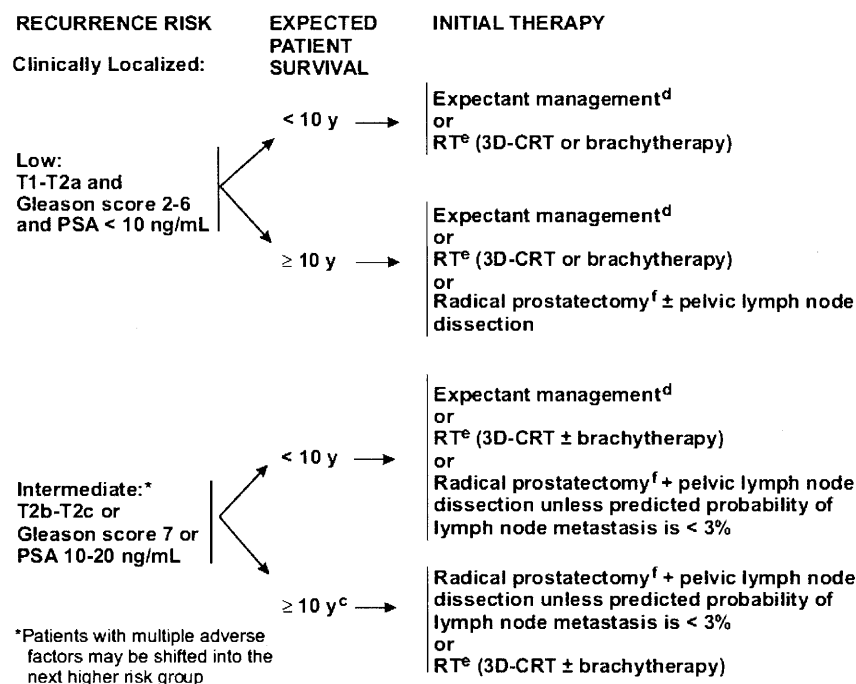 RECURRENCE RISK
Clinically Localized:
EXPECTED
PATIENT
SURVIVAL
INITIAL THERAPY
Low:
T1-T2a and
Gleason score 2-6
and PSA < 10 ng/mL
< 10 y
Expectant managementᵈ
or
RTᵉ (3D-CRT or brachytherapy)
≥ 10 y
Expectant managementᵈ
or
RTᵉ (3D-CRT or brachytherapy)
or
Radical prostatectomyᶠ ± pelvic lymph node
dissection
Intermediate:*
T2b-T2c or
Gleason score 7 or
PSA 10-20 ng/mL
< 10 y
Expectant managementᵈ
or
RTᵉ (3D-CRT ± brachytherapy)
or
Radical prostatectomyᶠ + pelvic lymph node
dissection unless predicted probability of
lymph node metastasis is < 3%
≥ 10 yᶜ
Radical prostatectomyᶠ + pelvic lymph node
dissection unless predicted probability of
lymph node metastasis is < 3%
or
RTᵉ (3D-CRT ± brachytherapy)
*Patients with multiple adverse
factors may be shifted into the
next higher risk group